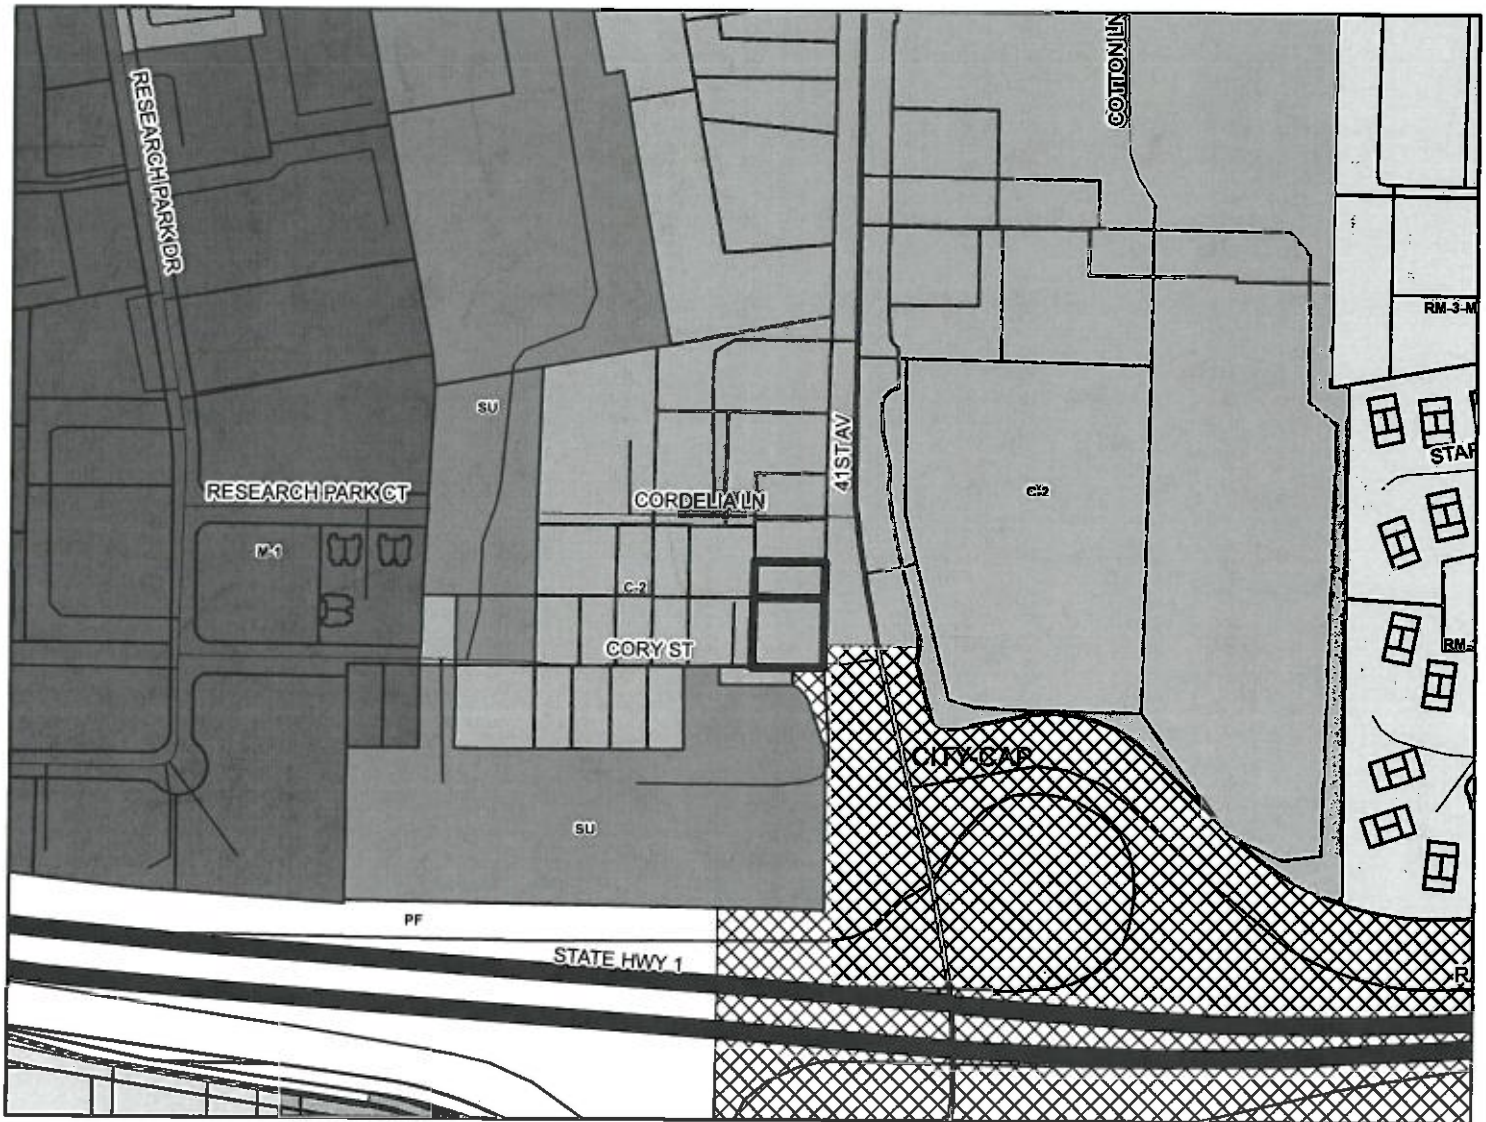 COTTON LN
RESEARCH PARK DR
RM-3-M
SU
41ST AV
STAR
RESEARCH PARK CT
CORDELIA LN
C-2
M-1
C-2
CORY ST
RM-
CITY-CAP
SU
PF
STATE HWY 1
R